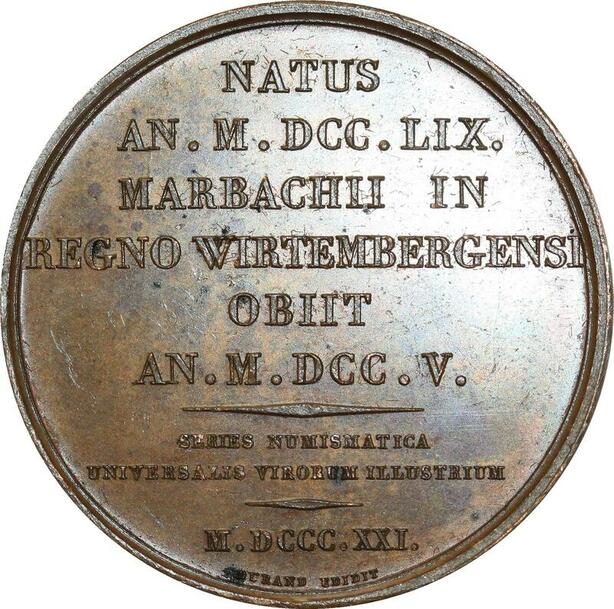 NATUS
AN. M. DCC. LIX.
MARBACHII IN
REGNO WIRTEMBERGENSI
OBIIT
AN. M. DCC. V.
SERIES NUMISMATICA
UNIVERSALIS VIRORUM ILLUSTRIUM
M. DCCC. XXI.
DURAND EDIDIT